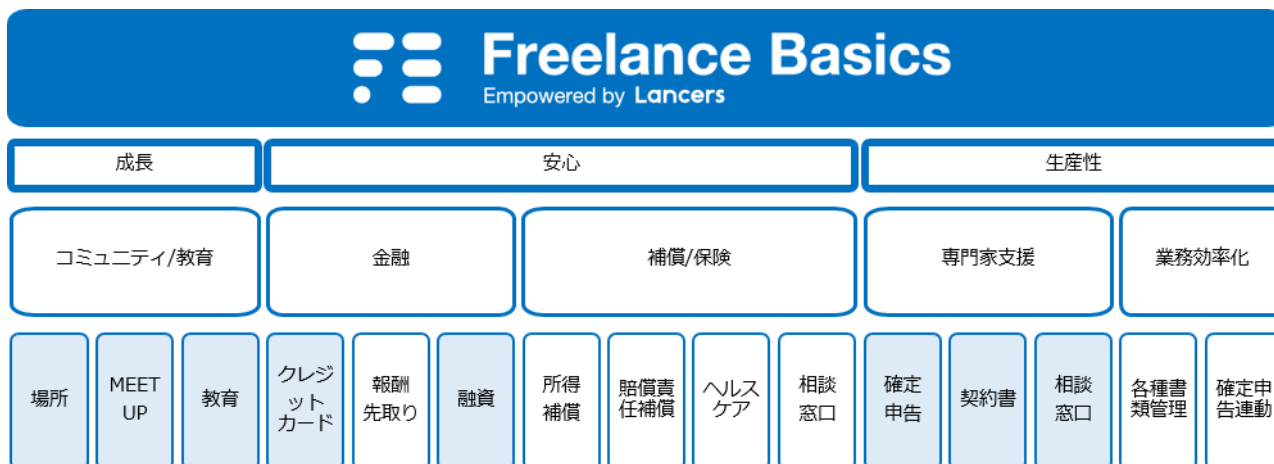 Freelance Basics
Empowered by Lancers
成長
安心
生産性
コミュニティ/教育
金融
補償/保険
専門家支援
業務効率化
場所
MEET
UP
教育
クレジ
ット
カード
報酬
先取り
融資
所得
補償
賠償責
任補償
ヘルス
ケア
相談
窓口
確定
申告
契約書
相談
窓口
各種書
類管理
確定申
告連動